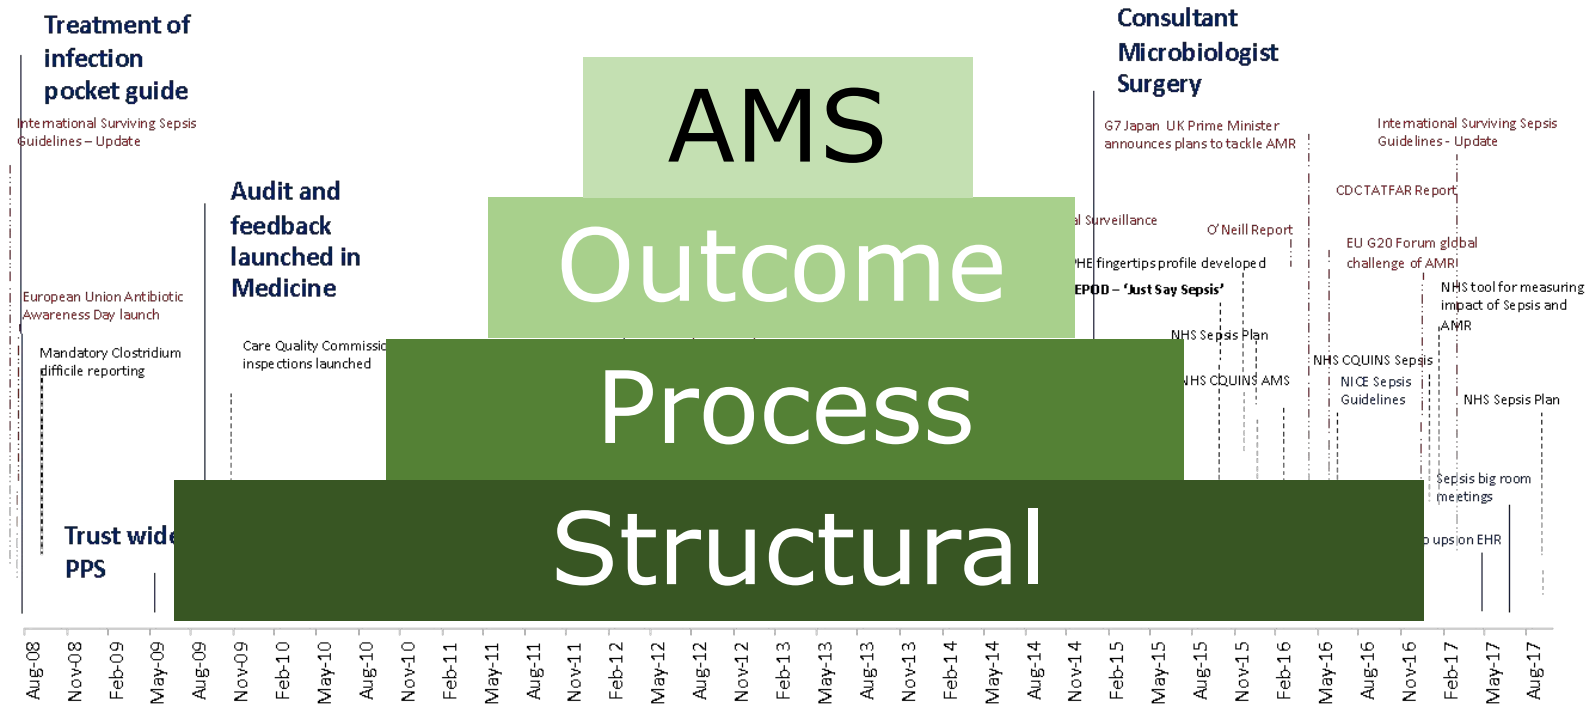 Treatment of
infection
pocket guide
International Surviving Sepsis
Guidelines – Update
Audit and
feedback
launched in
Medicine
European Union Antibiotic
Awareness Day launch
Mandatory Clostridium
difficile reporting
Care Quality Commissio
inspections launched
Trust wide
PPS
AMS
Outcome
Process
Structural
Consultant
Microbiologist
Surgery
G7 Japan UK Prime Minister
announces plans to tackle AMR
International Surviving Sepsis
Guidelines - Update
CDCTATFAR Report
al Surveillance
O’Neill Report
EU G20 Forum global
challenge of AMR
PHE fingertips profile developed
EPOD – ‘Just Say Sepsis’
NHS tool for measuring
impact of Sepsis and
AMR
NHS Sepsis Plan
NHS CQUINS Sepsis
NHS CQUINS AMS
NICE Sepsis
Guidelines
NHS Sepsis Plan
Sepsis big room
meetings
o ups on EHR
Aug-08
Nov-08
Feb-09
May-09
Aug-09
Nov-09
Feb-10
May-10
Aug-10
Nov-10
Feb-11
May-11
Aug-11
Nov-11
Feb-12
May-12
Aug-12
Nov-12
Feb-13
May-13
Aug-13
Nov-13
Feb-14
May-14
Aug-14
Nov-14
Feb-15
May-15
Aug-15
Nov-15
Feb-16
May-16
Aug-16
Nov-16
Feb-17
May-17
Aug-17